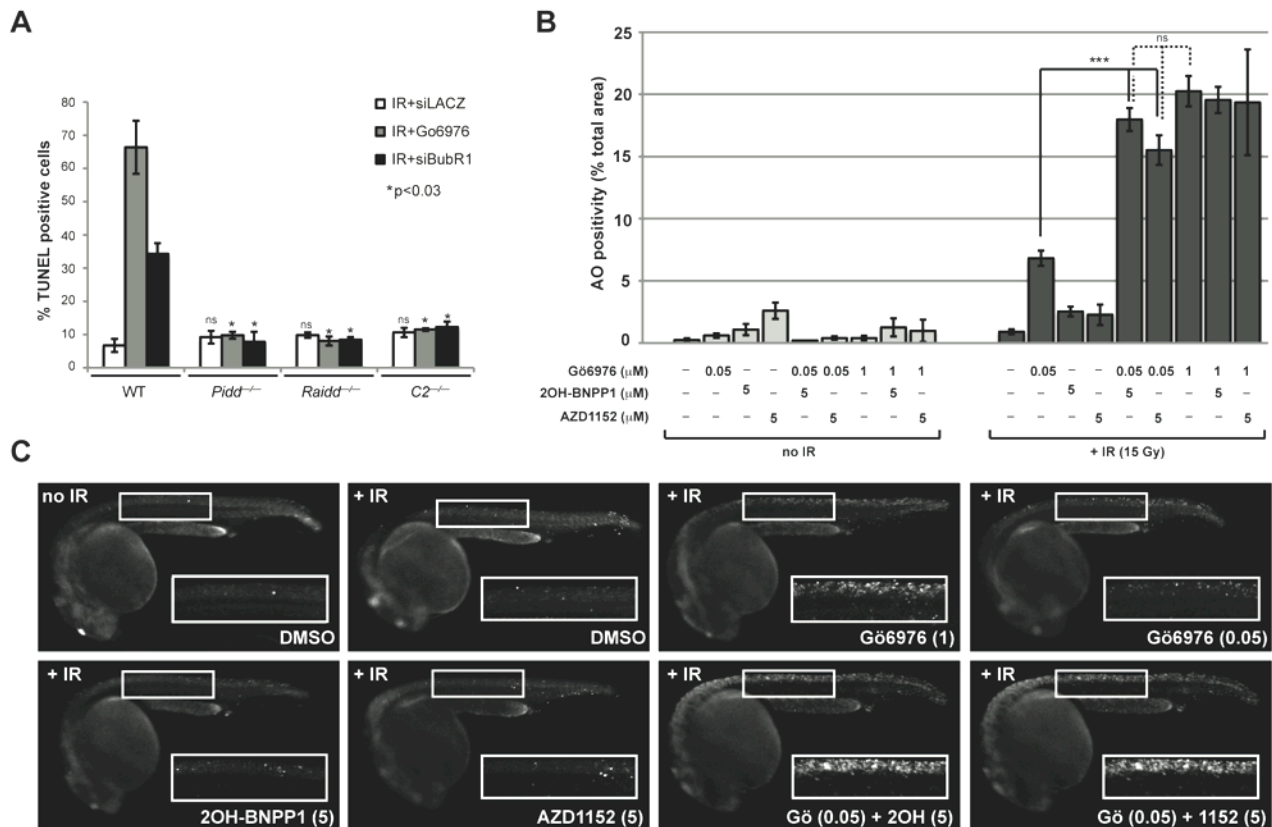 A
B
80
70
60
50
40
30
20
10
0
% TUNEL positive cells
IR+siLACZ
IR+Go6976
IR+siBubR1
*p<0.03
ns * *
ns * *
ns * *
WT Pidd–/– Raidd–/– C2–/–
25
20
15
10
5
0
AO positivity (% total area)
ns
***
Gö6976 (µM) – 0.05 – – 0.05 0.05 1 1 1 – 0.05 – – 0.05 0.05 1 1 1
2OH-BNPP1 (µM) – – 5 – 5 – – 5 – – – 5 – 5 – – 5 –
AZD1152 (µM) – – – 5 – 5 – – 5 – – – 5 – 5 – – 5
no IR + IR (15 Gy)
C
no IR
DMSO
+ IR
DMSO
+ IR
Gö6976 (1)
+ IR
Gö6976 (0.05)
+ IR
2OH-BNPP1 (5)
+ IR
AZD1152 (5)
+ IR
Gö (0.05) + 2OH (5)
+ IR
Gö (0.05) + 1152 (5)